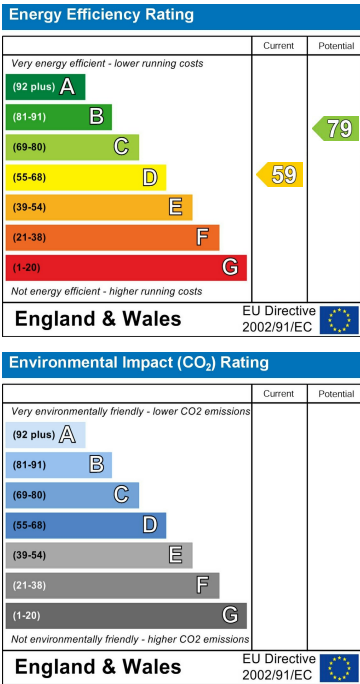 Energy Efficiency Rating
Current Potential
Very energy efficient - lower running costs
(92 plus) A
(81-91) B
(69-80) C
(55-68) D
(39-54) E
(21-38) F
(1-20) G
59
79
Not energy efficient - higher running costs
England & Wales
EU Directive
2002/91/EC
Environmental Impact (CO₂) Rating
Current Potential
Very environmentally friendly - lower CO2 emissions
(92 plus) A
(81-91) B
(69-80) C
(55-68) D
(39-54) E
(21-38) F
(1-20) G
Not environmentally friendly - higher CO2 emissions
England & Wales
EU Directive
2002/91/EC